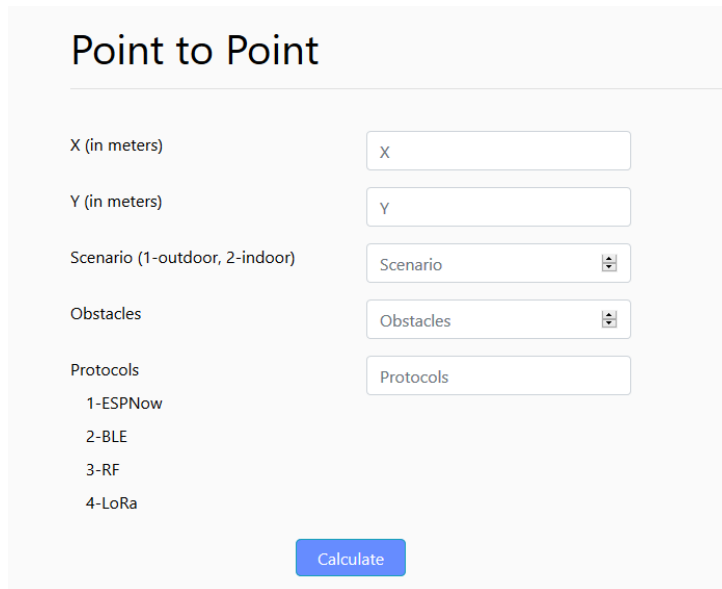 Point to Point
X (in meters)
X
Y (in meters)
Y
Scenario (1-outdoor, 2-indoor)
Scenario
Obstacles
Obstacles
Protocols
Protocols
1-ESPNow
2-BLE
3-RF
4-LoRa
Calculate